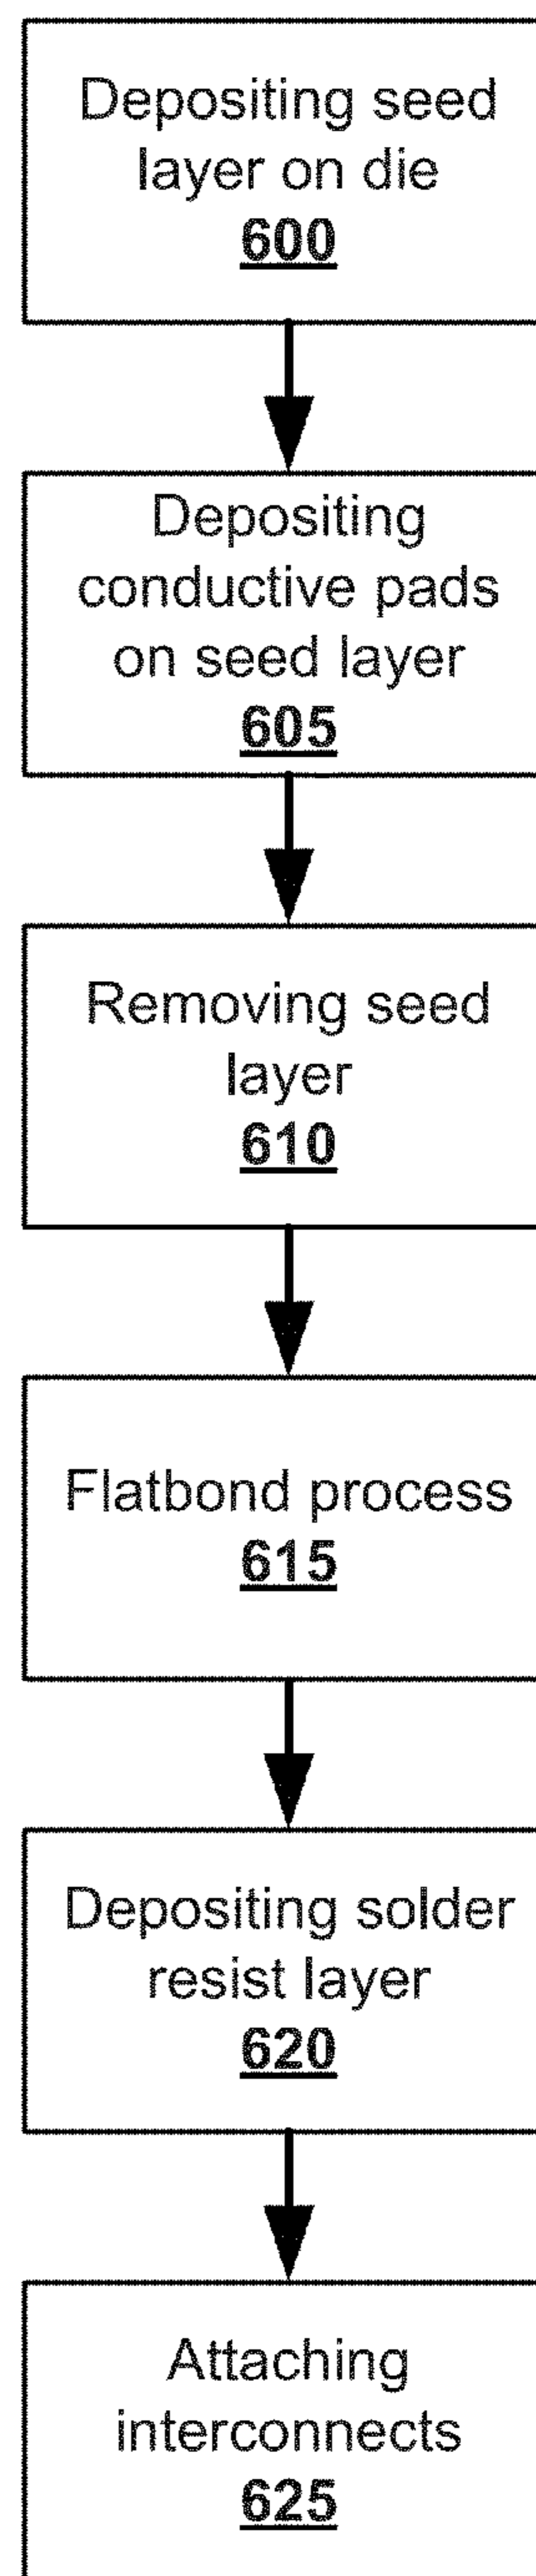 Depositing seed
layer on die
600
Depositing
conductive pads
on seed layer
605
Removing seed
layer
610
Flatbond process
615
Depositing solder
resist layer
620
Attaching
interconnects
625